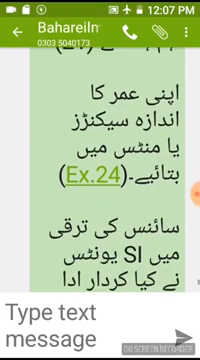 12:07 PM
Bahareilm
0303 5040173
اپنی عمر کا
اندازہ سیکنڑز
یا منٹس میں
بتائیے۔(Ex.24)
سائنس کی ترقی
میں SI یونٹس
نے کیا کردار ادا
Type text
message
DU SCREEN RECORDER